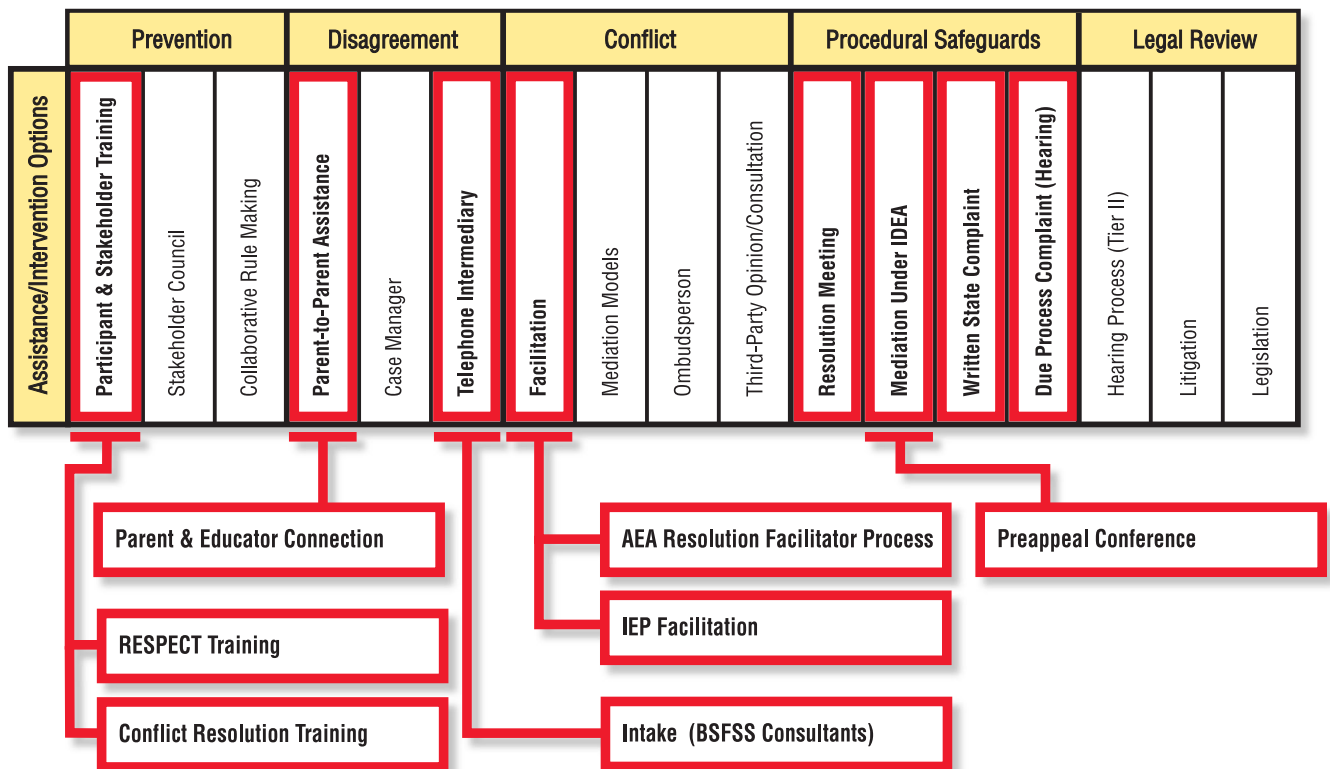 Prevention
Disagreement
Conflict
Procedural Safeguards
Legal Review
Assistance/Intervention Options
Participant & Stakeholder Training
Stakeholder Council
Collaborative Rule Making
Parent-to-Parent Assistance
Case Manager
Telephone Intermediary
Facilitation
Mediation Models
Ombudsperson
Third-Party Opinion/Consultation
Resolution Meeting
Mediation Under IDEA
Written State Complaint
Due Process Complaint (Hearing)
Hearing Process (Tier II)
Litigation
Legislation
Parent & Educator Connection
AEA Resolution Facilitator Process
Preappeal Conference
RESPECT Training
IEP Facilitation
Conflict Resolution Training
Intake (BSFSS Consultants)